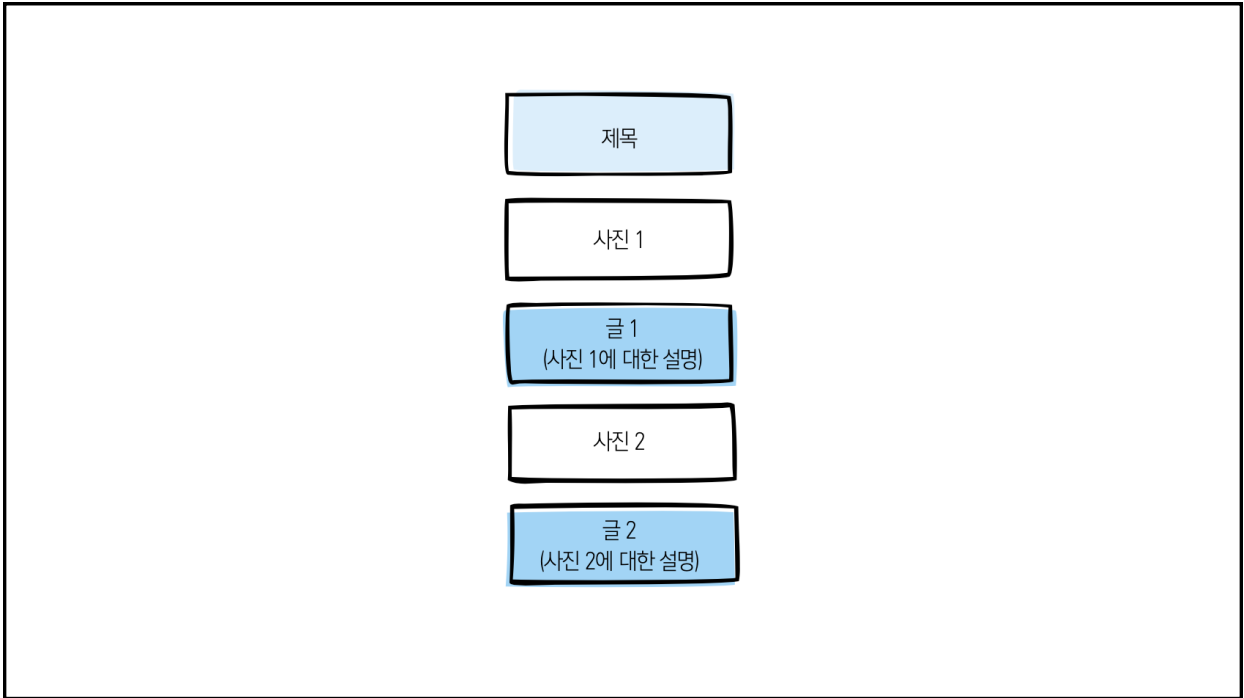 제목
사진 1
글 1
(사진 1에 대한 설명)
사진 2
글 2
(사진 2에 대한 설명)